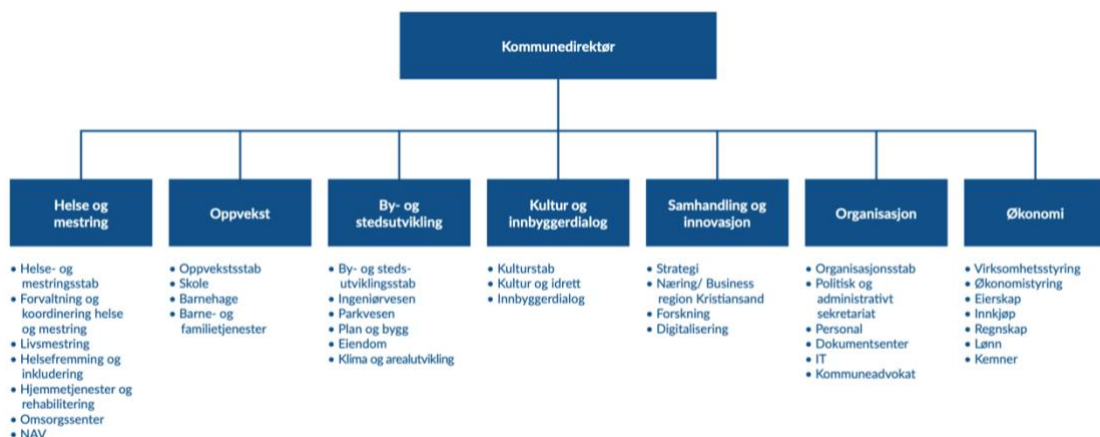 Kommunedirektør
Helse og
mestring
Oppvekst
By- og
stedsutvikling
Kultur og
innbyggerdialog
Samhandling og
innovasjon
Organisasjon
Økonomi
• Helse- og
mestringsstab
• Forvaltning og
koordinering helse
og mestring
• Livsmestring
• Helsefremming og
inkludering
• Hjemmetjenester og
rehabilitering
• Omsorgssenter
• NAV
• Oppvekststab
• Skole
• Barnehage
• Barne- og
familietjenester
• By- og steds-
utviklingsstab
• Ingeniørvesen
• Parkvesen
• Plan og bygg
• Eiendom
• Klima og arealutvikling
• Kulturstab
• Kultur og idrett
• Innbyggerdialog
• Strategi
• Næring/ Business
region Kristiansand
• Forskning
• Digitalisering
• Organisasjonsstab
• Politisk og
administrativt
sekretariat
• Personal
• Dokumentsenter
• IT
• Kommuneadvokat
• Virksomhetsstyring
• Økonomistyring
• Eierskap
• Innkjøp
• Regnskap
• Lønn
• Kemner